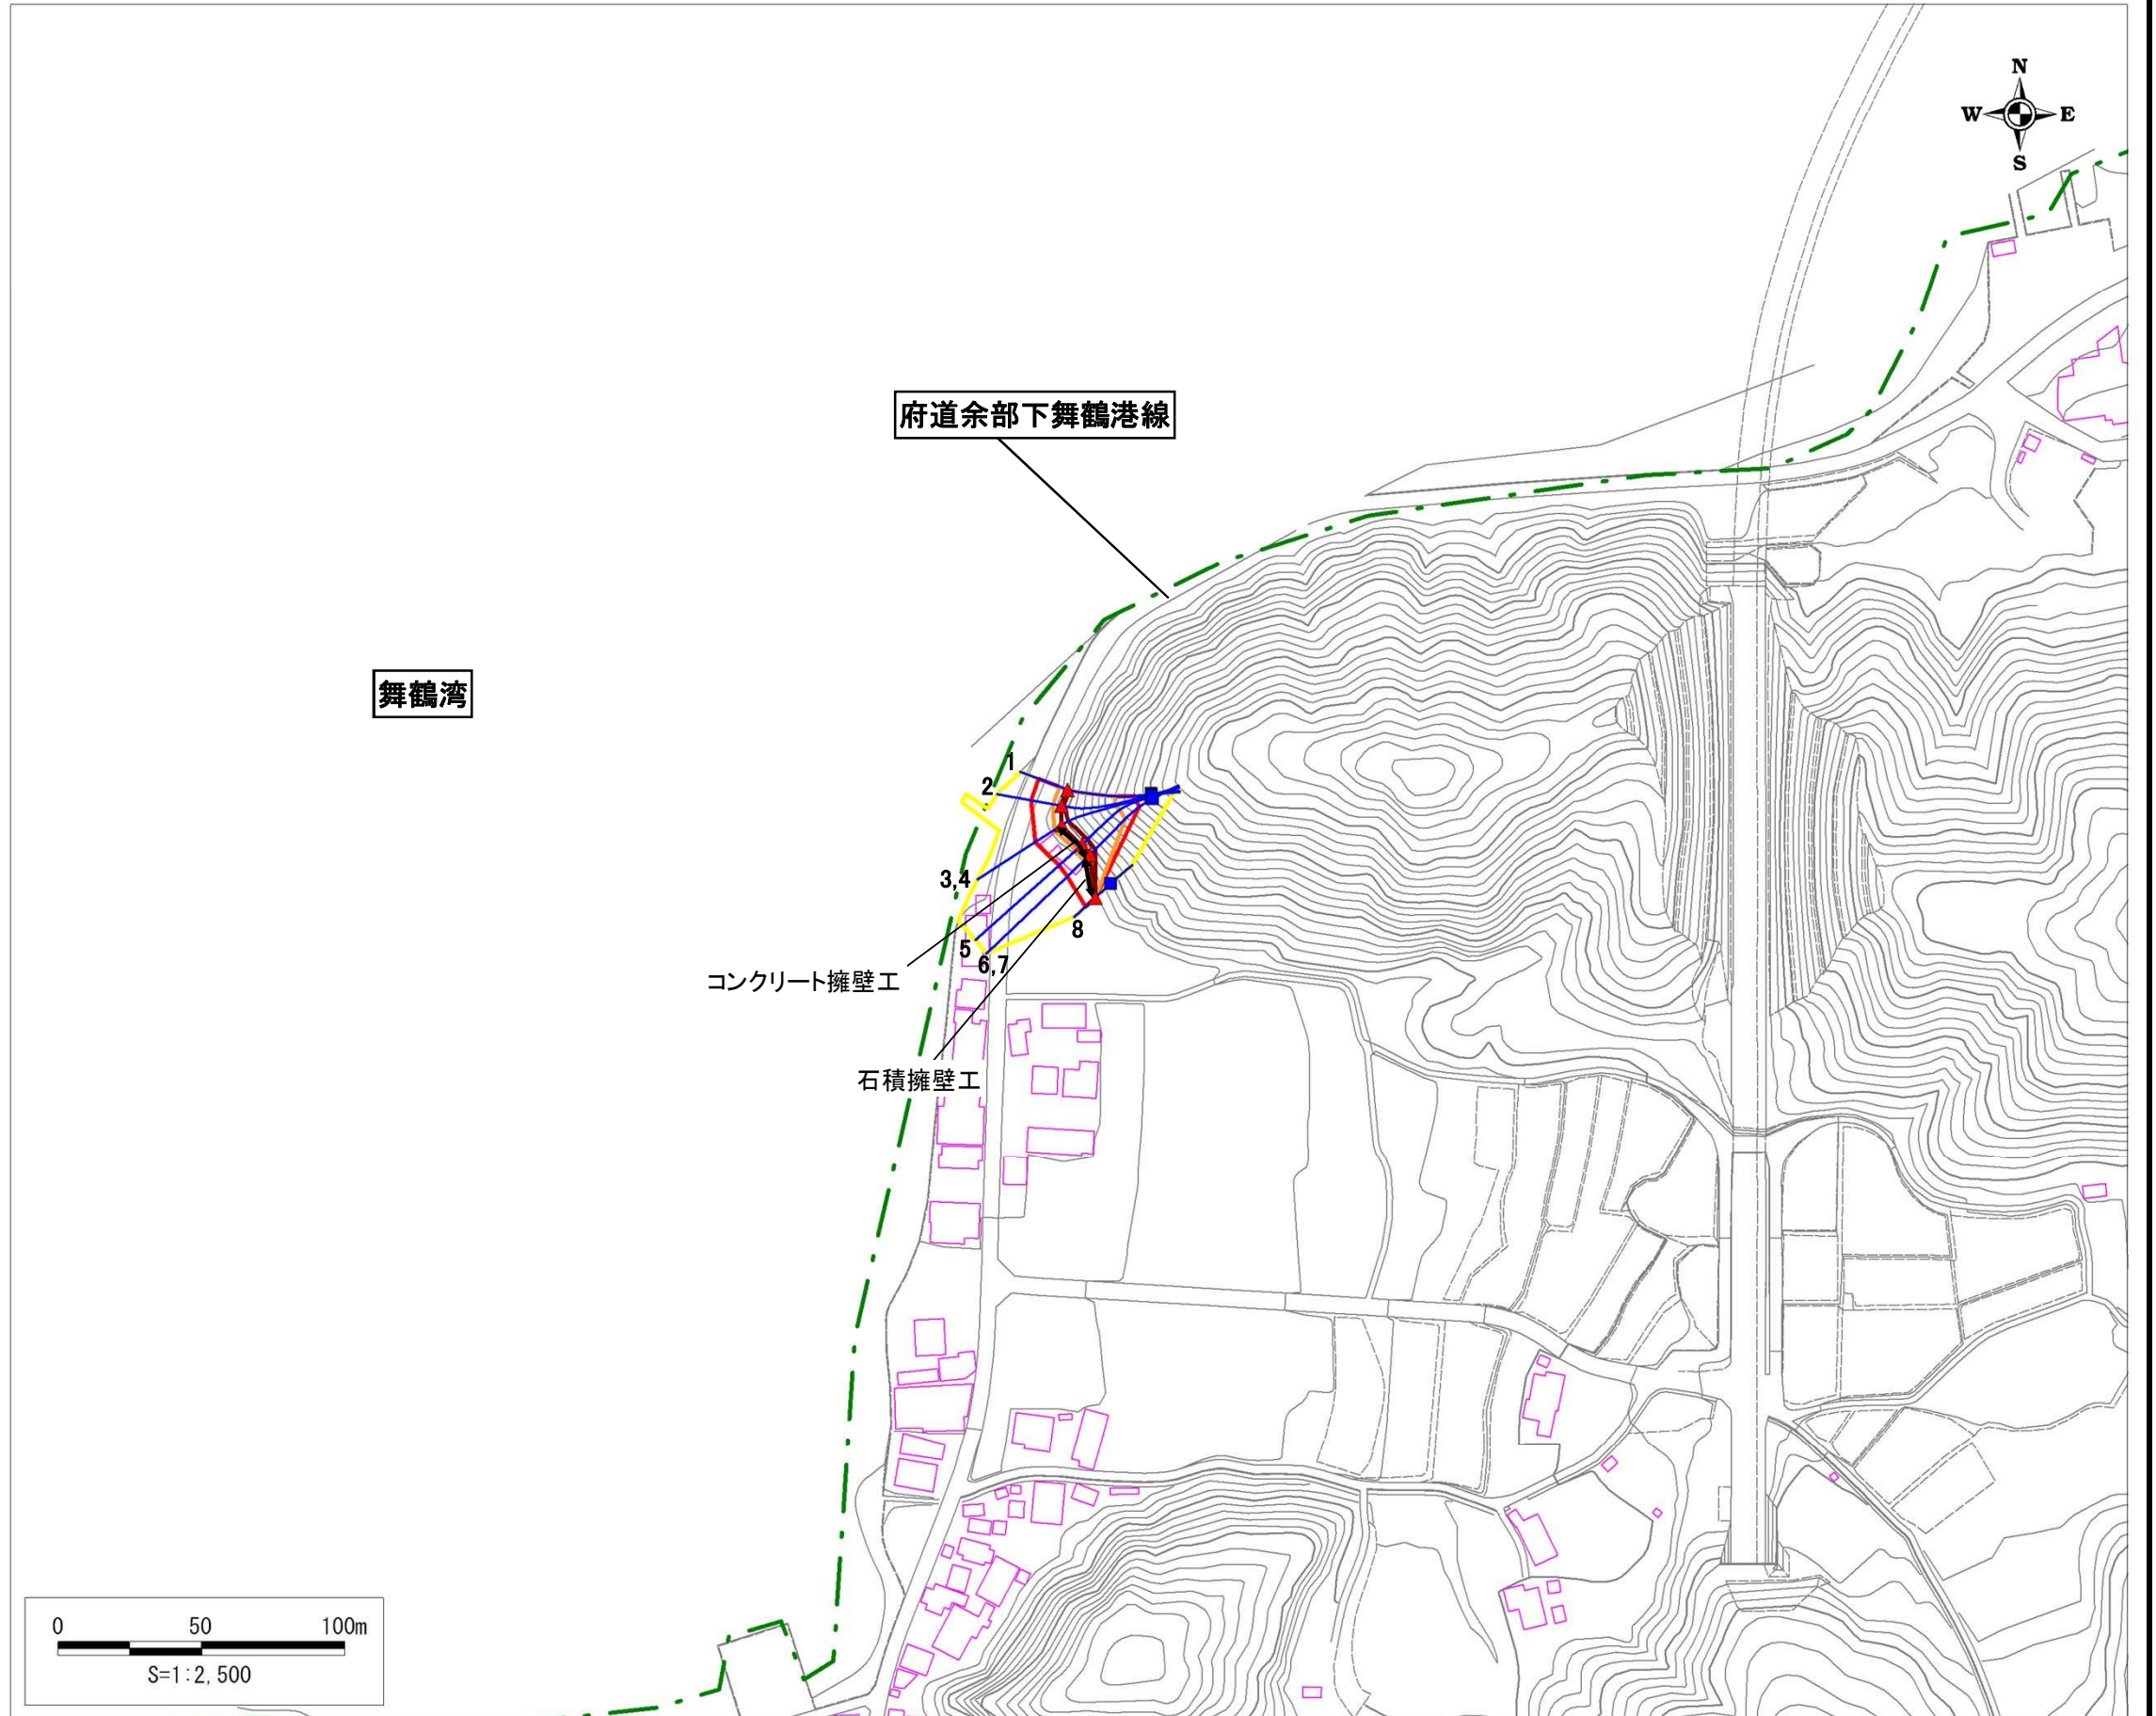 N
W E
S
府道余部下舞鶴港線
舞鶴湾
1
2
3,4
5
6,7
8
コンクリート擁壁工
石積擁壁工
0 50 100m
S=1:2,500